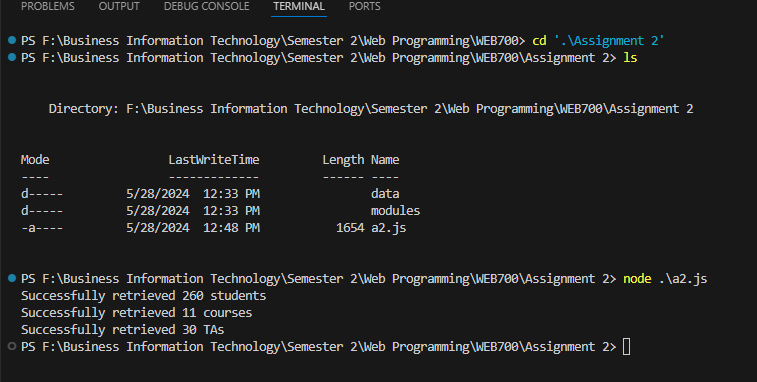 PROBLEMS OUTPUT DEBUG CONSOLE TERMINAL PORTS
PS F:\Business Information Technology\Semester 2\Web Programming\WEB700> cd '.\Assignment 2'
PS F:\Business Information Technology\Semester 2\Web Programming\WEB700\Assignment 2> ls
Directory: F:\Business Information Technology\Semester 2\Web Programming\WEB700\Assignment 2
Mode LastWriteTime Length Name
---- ------------- ------ ----
d----- 5/28/2024 12:33 PM data
d----- 5/28/2024 12:33 PM modules
-a---- 5/28/2024 12:48 PM 1654 a2.js
PS F:\Business Information Technology\Semester 2\Web Programming\WEB700\Assignment 2> node .\a2.js
Successfully retrieved 260 students
Successfully retrieved 11 courses
Successfully retrieved 30 TAs
PS F:\Business Information Technology\Semester 2\Web Programming\WEB700\Assignment 2>